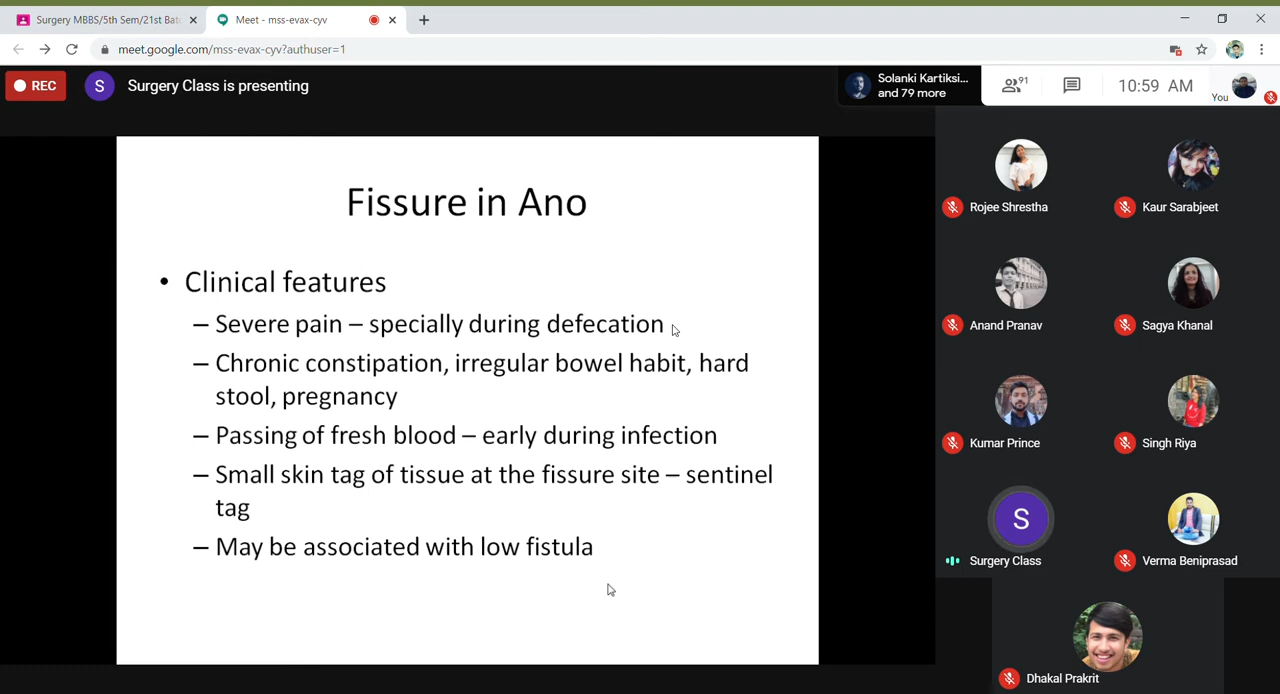 Surgery MBBS/5th Sem/21st Bat
Meet - mss-evax-cyv
meet.google.com/mss-evax-cyv?authuser=1
REC
S
Surgery Class is presenting
Solanki Kartiksi...
and 79 more
91
10:59 AM
You
Fissure in Ano
• Clinical features
– Severe pain – specially during defecation
– Chronic constipation, irregular bowel habit, hard
stool, pregnancy
– Passing of fresh blood – early during infection
– Small skin tag of tissue at the fissure site – sentinel
tag
– May be associated with low fistula
Rojee Shrestha
Kaur Sarabjeet
Anand Pranav
Sagya Khanal
Kumar Prince
Singh Riya
S
Surgery Class
Verma Beniprasad
Dhakal Prakrit